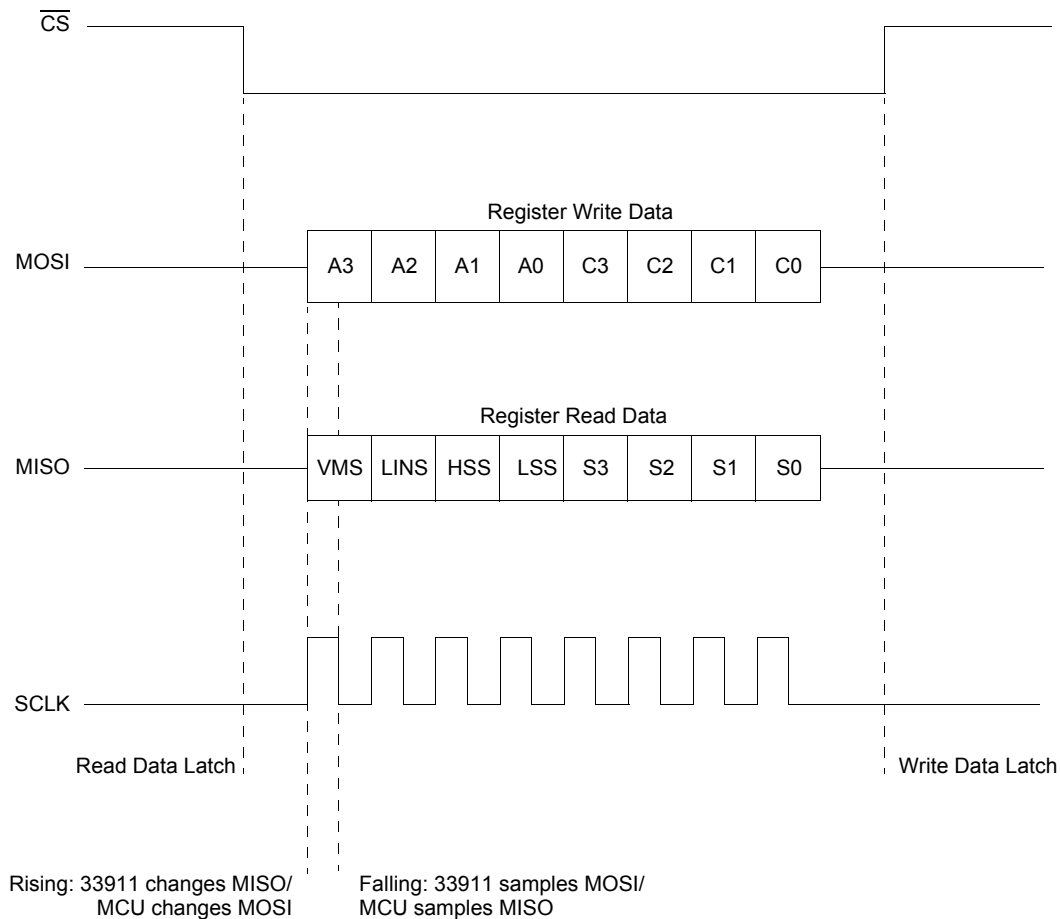 CS
Register Write Data
MOSI A3 A2 A1 A0 C3 C2 C1 C0
Register Read Data
MISO VMS LINS HSS LSS S3 S2 S1 S0
SCLK
Read Data Latch
Write Data Latch
Rising: 33911 changes MISO/
MCU changes MOSI
Falling: 33911 samples MOSI/
MCU samples MISO